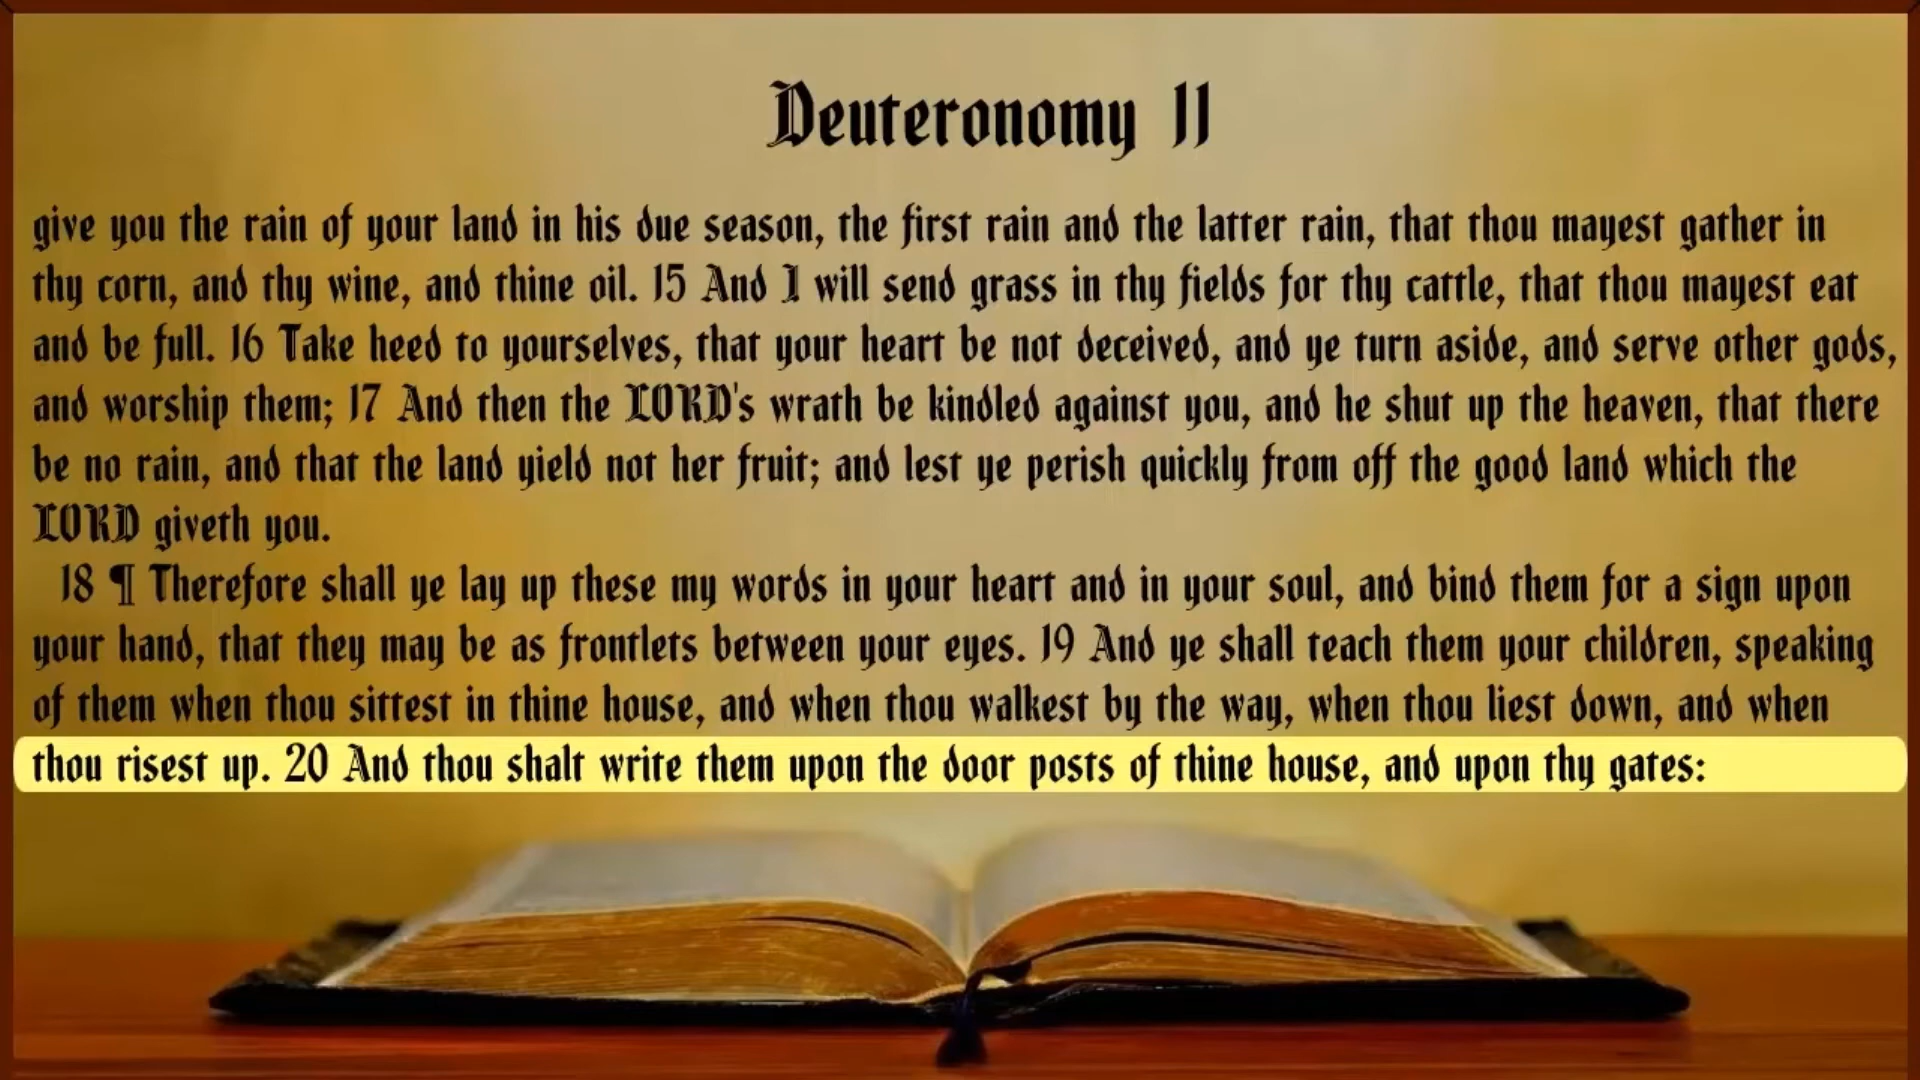 Deuteronomy 11
give you the rain of your land in his due season, the first rain and the latter rain, that thou mayest gather in
thy corn, and thy wine, and thine oil. 15 And I will send grass in thy fields for thy cattle, that thou mayest eat
and be full. 16 Take heed to yourselves, that your heart be not deceived, and ye turn aside, and serve other gods,
and worship them; 17 And then the LORD's wrath be kindled against you, and he shut up the heaven, that there
be no rain, and that the land yield not her fruit; and lest ye perish quickly from off the good land which the
LORD giveth you.
18 ¶ Therefore shall ye lay up these my words in your heart and in your soul, and bind them for a sign upon
your hand, that they may be as frontlets between your eyes. 19 And ye shall teach them your children, speaking
of them when thou sittest in thine house, and when thou walkest by the way, when thou liest down, and when
thou risest up. 20 And thou shalt write them upon the door posts of thine house, and upon thy gates: